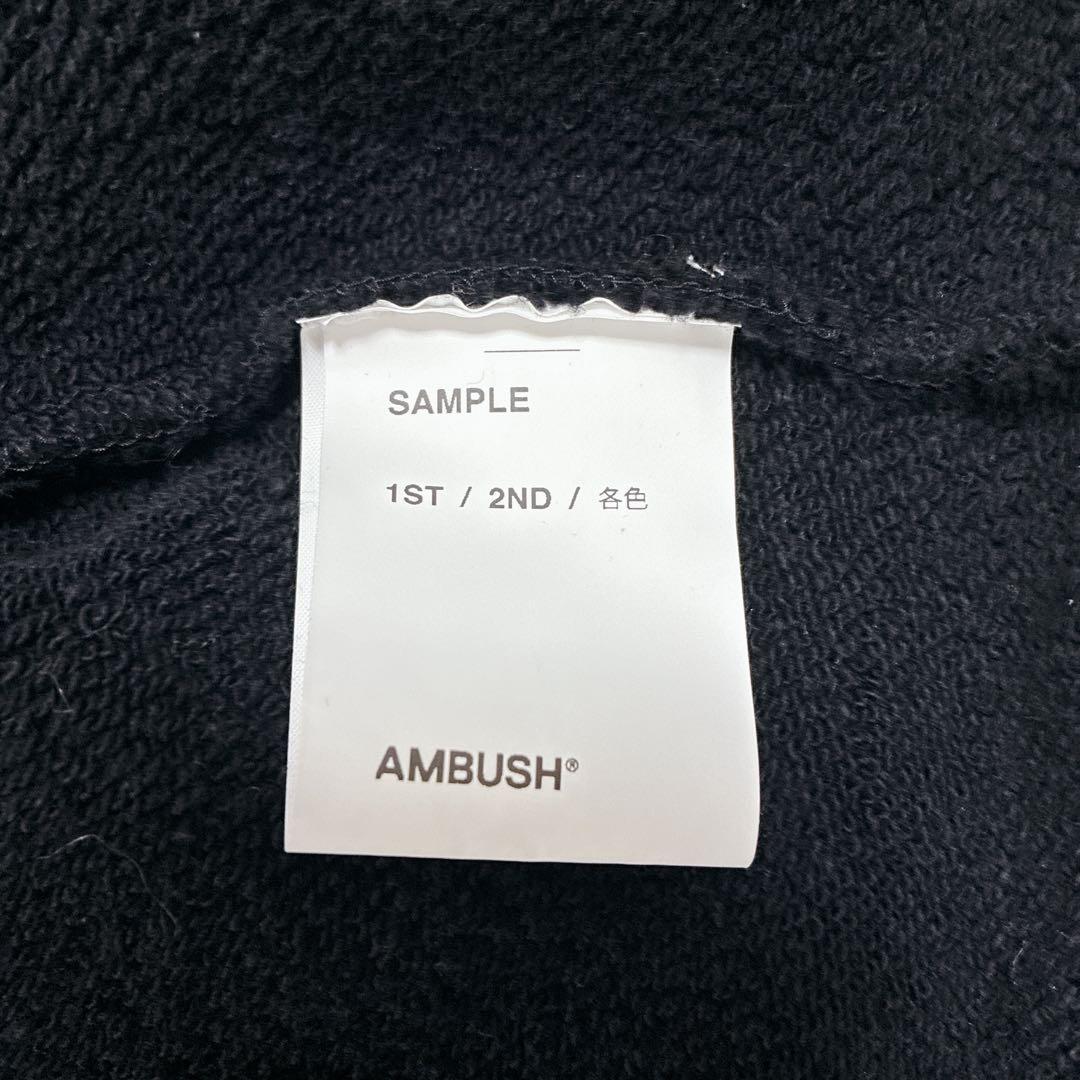 SAMPLE
1ST / 2ND / 各色
AMBUSH®